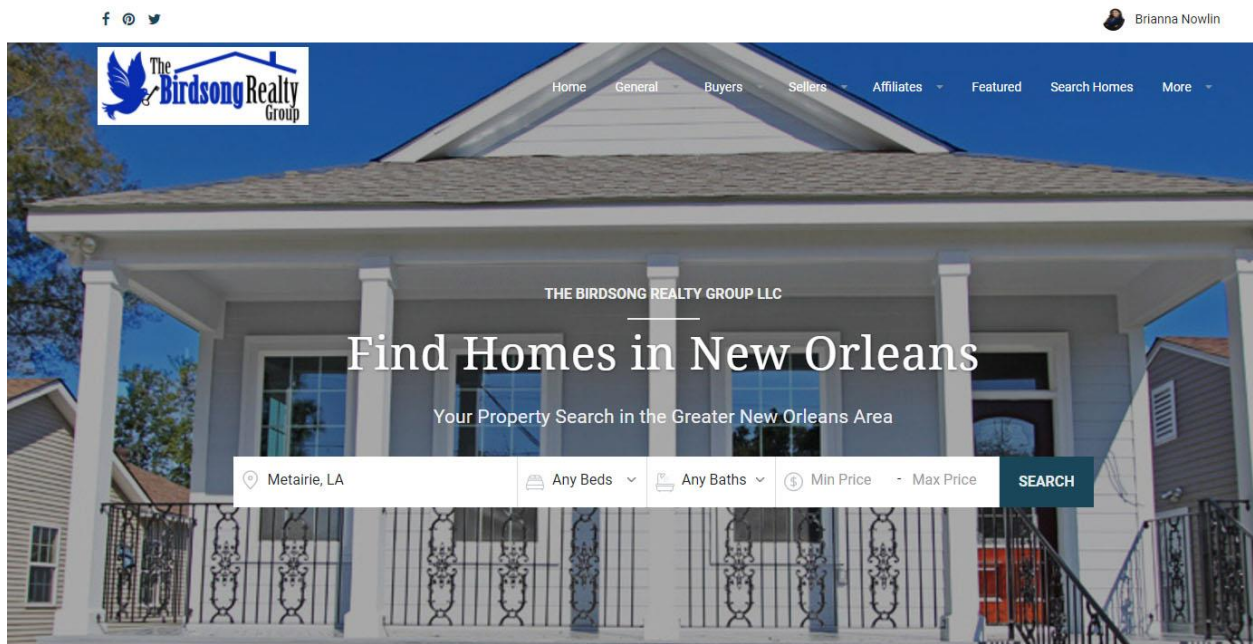 Brianna Nowlin
The
Birdsong Realty
Group
Home General Buyers Sellers Affiliates Featured Search Homes More
THE BIRDSONG REALTY GROUP LLC
Find Homes in New Orleans
Your Property Search in the Greater New Orleans Area
Metairie, LA Any Beds Any Baths $ Min Price - Max Price SEARCH